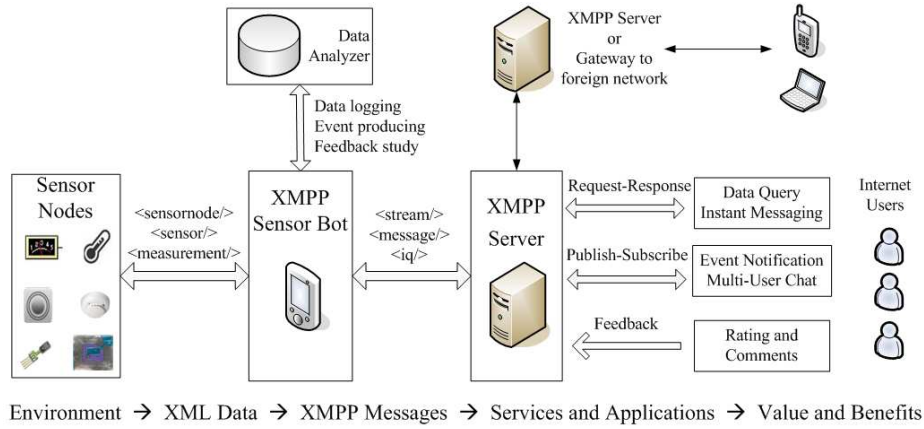 Data
Analyzer
XMPP Server
or
Gateway to
foreign network
Data logging
Event producing
Feedback study
Sensor
Nodes
<sensornode/>
<sensor/>
<measurement/>
XMPP
Sensor Bot
<stream/>
<message/>
<iq/>
XMPP
Server
Request-Response
Data Query
Instant Messaging
Publish-Subscribe
Event Notification
Multi-User Chat
Feedback
Rating and
Comments
Internet
Users
Environment → XML Data → XMPP Messages → Services and Applications → Value and Benefits